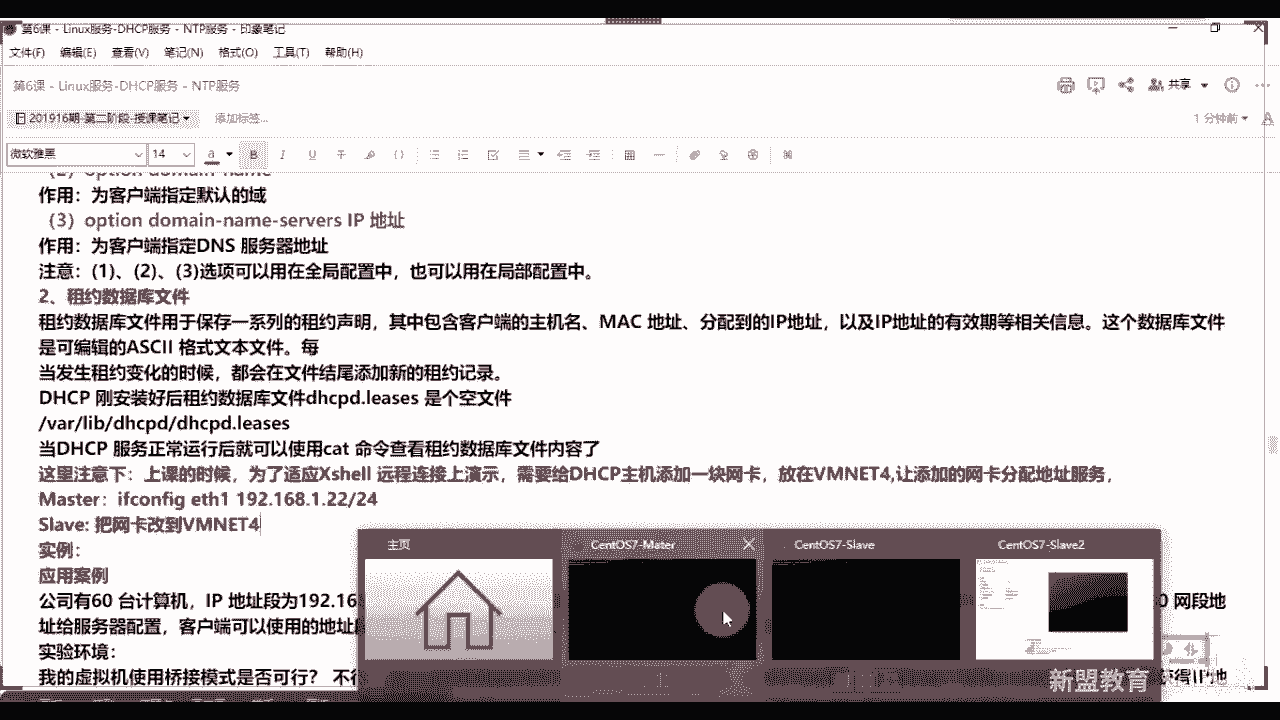 第6课 - Linux服务-DHCP服务 - NTP服务 - 印象笔记
文件(F) 编辑(E) 查看(V) 笔记(N) 格式(O) 工具(T) 帮助(H)
第6课 - Linux服务-DHCP服务 - NTP服务
共享
201916期-第二阶段-授课笔记
添加标签...
1 分钟前
微软雅黑
14
(2) option domain-name
作用：为客户端指定默认的域
(3) option domain-name-servers IP 地址
作用：为客户端指定DNS 服务器地址
注意：(1)、(2)、(3)选项可以用在全局配置中，也可以用在局部配置中。
2、租约数据库文件
租约数据库文件用于保存一系列的租约声明，其中包含客户端的主机名、MAC 地址、分配到的IP地址，以及IP地址的有效期等相关信息。这个数据库文件
是可编辑的ASCII 格式文本文件。每
当发生租约变化的时候，都会在文件结尾添加新的租约记录。
DHCP 刚安装好后租约数据库文件dhcpd.leases 是个空文件
/var/lib/dhcpd/dhcpd.leases
当DHCP 服务正常运行后就可以使用cat 命令查看租约数据库文件内容了
这里注意下：上课的时候，为了适应Xshell 远程连接上演示，需要给DHCP主机添加一块网卡，放在VMNET4,让添加的网卡分配地址服务，
Master：ifconfig eth1 192.168.1.22/24
Slave: 把网卡改到VMNET4
实例：
应用案例
公司有60 台计算机，IP 地址段为192.16
0 网段地
址给服务器配置，客户端可以使用的地址
实验环境：
我的虚拟机使用桥接模式是否可行？ 不
得IP地
主页
CentOS7-Mater
CentOS7-Slave
CentOS7-Slave2
新盟教育